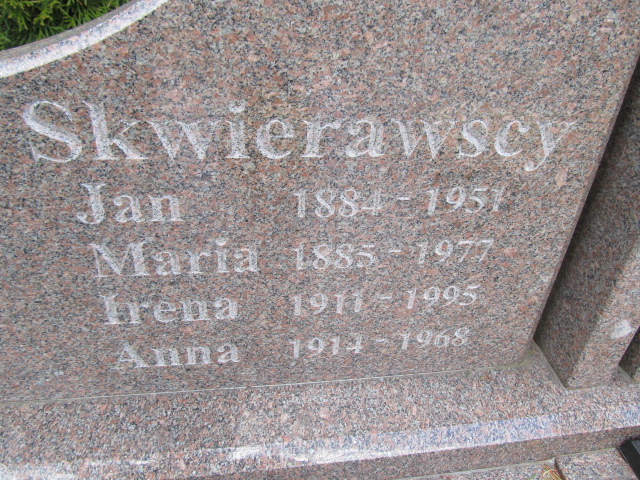 Skwierawscy
Jan 1884 - 1951
Maria 1885 - 1977
Irena 1911 - 1995
Anna 1914 - 1968